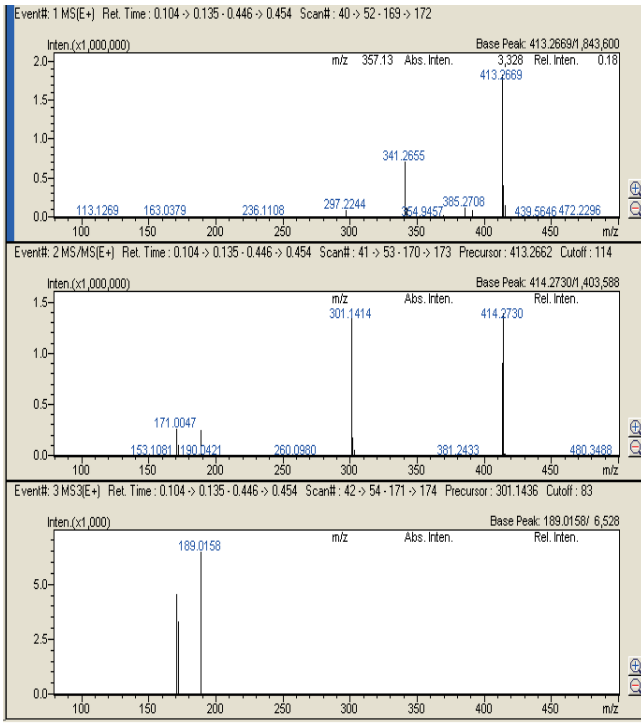 Event#: 1 MS(E+) Ret. Time : 0.104 -> 0.135 - 0.446 -> 0.454 Scan# : 40 -> 52 - 169 -> 172
Inten.(x1,000,000) Base Peak: 413.2669/1,843,600
m/z 357.13 Abs. Inten. 3,328 Rel. Inten. 0.18
2.0
413.2669
1.5
1.0
341.2655
0.5
297.2244 385.2708
113.1269 163.0379 236.1108 354.9457 439.5646 472.2296
0.0
100 150 200 250 300 350 400 450 m/z
Event#: 2 MS/MS(E+) Ret. Time : 0.104 -> 0.135 - 0.446 -> 0.454 Scan# : 41 -> 53 - 170 -> 173 Precursor : 413.2662 Cutoff : 114
Inten.(x1,000,000) Base Peak: 414.2730/1,403,588
m/z Abs. Inten. Rel. Inten.
1.5
301.1414 414.2730
1.0
0.5
171.0047
153.1081 190.0421 260.0980 381.2433 480.3488
0.0
100 150 200 250 300 350 400 450 m/z
Event#: 3 MS3(E+) Ret. Time : 0.104 -> 0.135 - 0.446 -> 0.454 Scan# : 42 -> 54 - 171 -> 174 Precursor : 301.1436 Cutoff : 83
Inten.(x1,000) Base Peak: 189.0158/ 6,528
m/z Abs. Inten. Rel. Inten.
189.0158
5.0
2.5
0.0
100 150 200 250 300 350 400 450 m/z